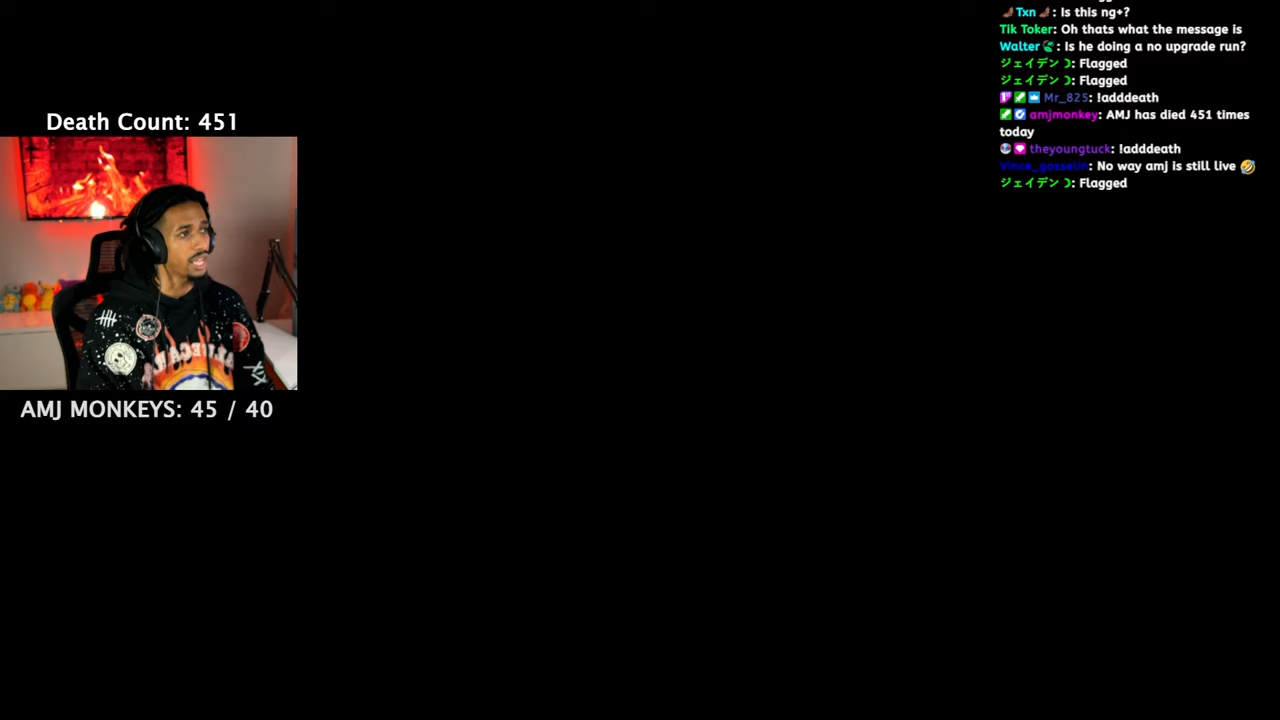 Txn: Is this ng+?
Tik Toker: Oh thats what the message is
Walter: Is he doing a no upgrade run?
ジェイデン☽: Flagged
ジェイデン☽: Flagged
Mr_825: !adddeath
amjmonkey: AMJ has died 451 times
today
theyoungtuck: !adddeath
Vince_gosselin: No way amj is still live 🤣
ジェイデン☽: Flagged
Death Count: 451
AMJ MONKEYS: 45 / 40